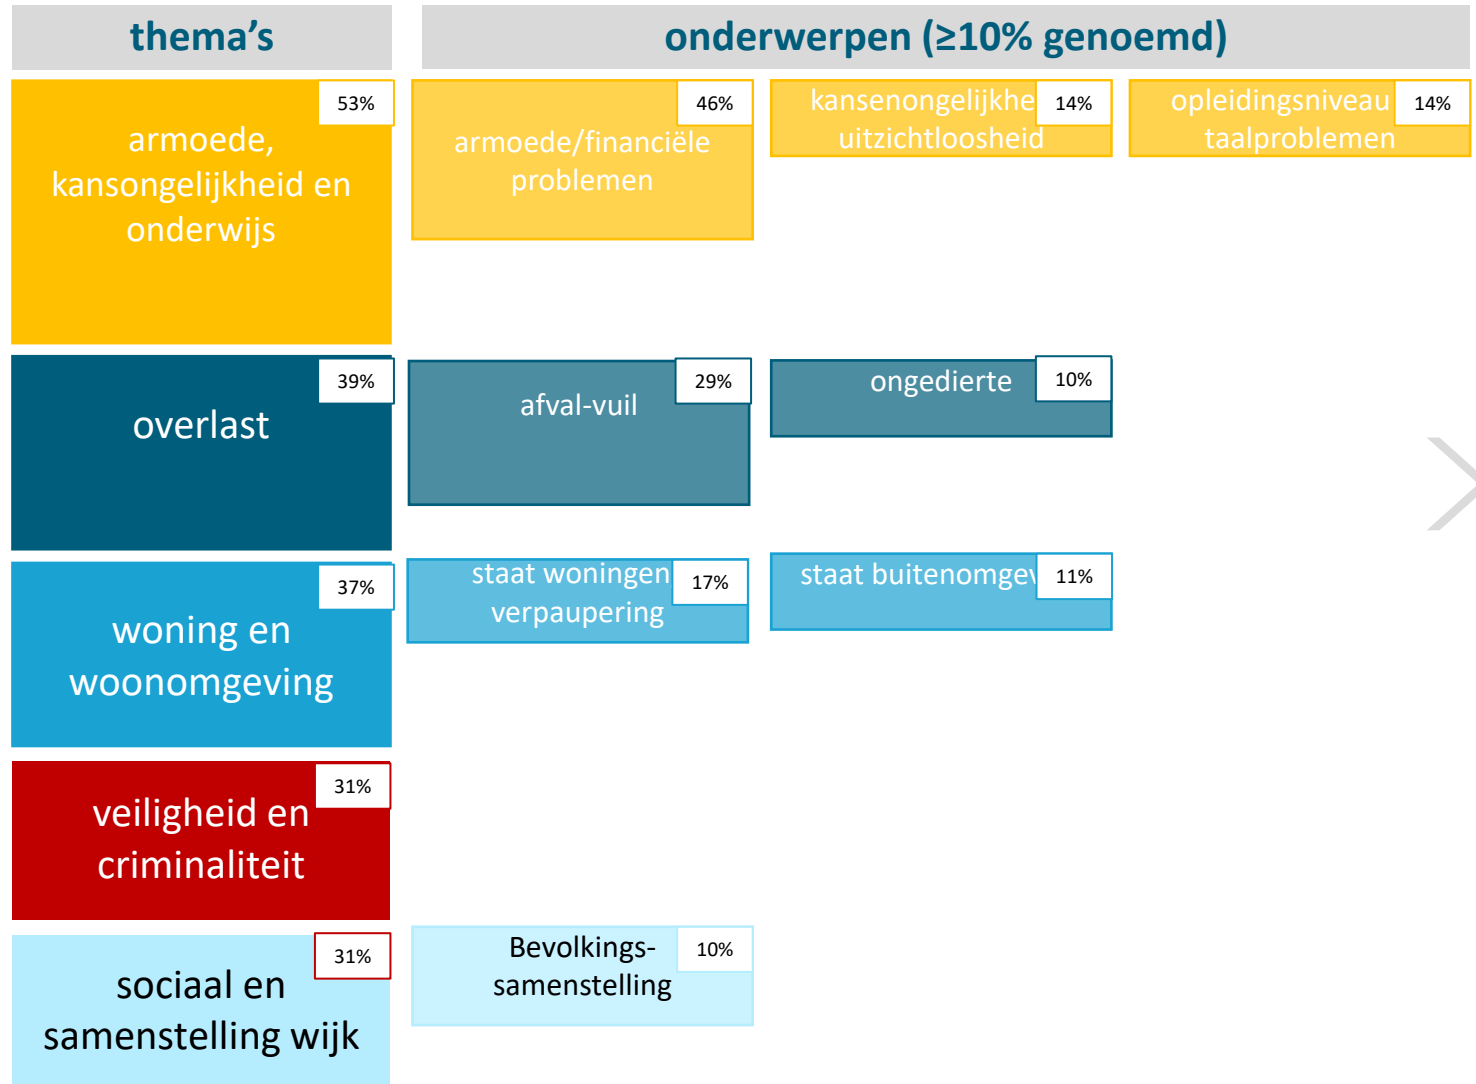 thema's
onderwerpen (≥10% genoemd)
53%
armoede,
kansongelijkheid en
onderwijs
46%
armoede/financiële
problemen
14%
uitzichtloosheid
opleidingsniveau
14%
taalproblemen
39%
overlast
29%
afval-vuil
ongedierte
10%
37%
woning en
woonomgeving
staat woningen
17%
verpaupering
staat
11%
31%
veiligheid en
criminaliteit
31%
sociaal en
samenstelling wijk
Bevolkings-
10%
samenstelling